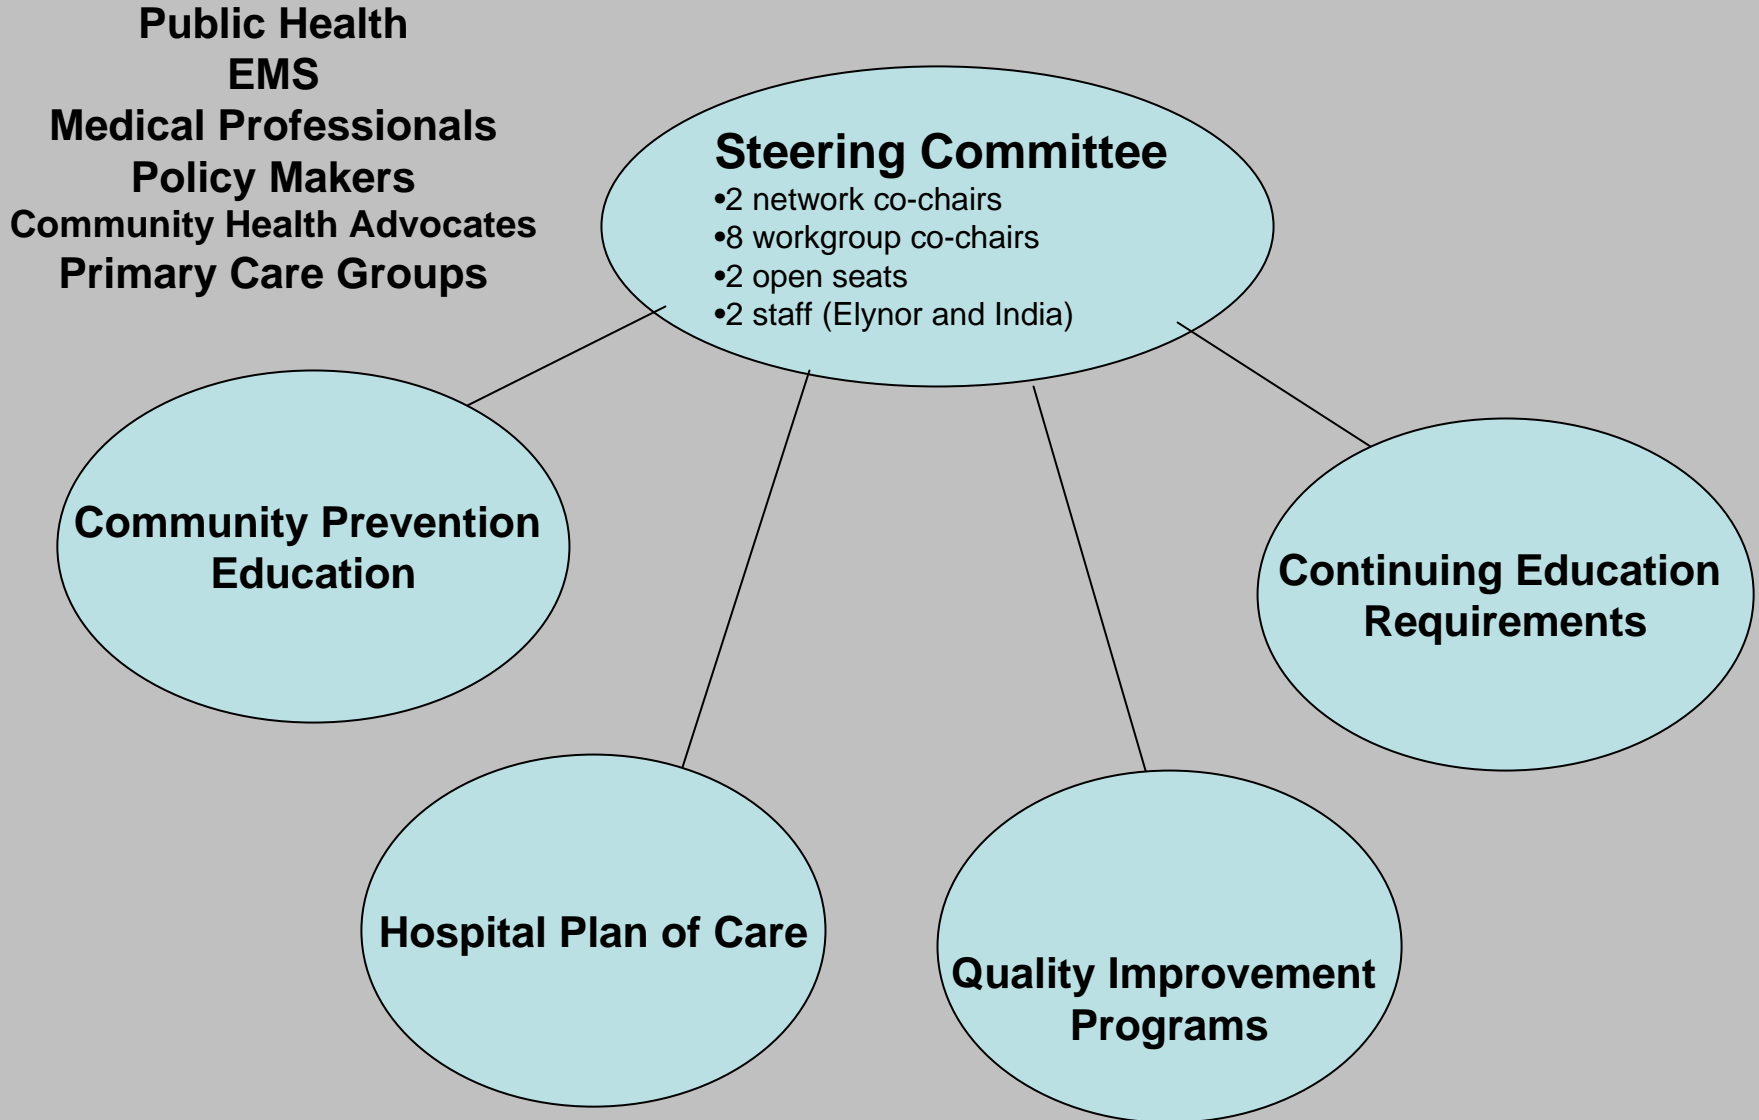 Public Health
EMS
Medical Professionals
Policy Makers
Community Health Advocates
Primary Care Groups
Steering Committee
•2 network co-chairs
•8 workgroup co-chairs
•2 open seats
•2 staff (Elynor and India)
Community Prevention
Education
Continuing Education
Requirements
Hospital Plan of Care
Quality Improvement
Programs